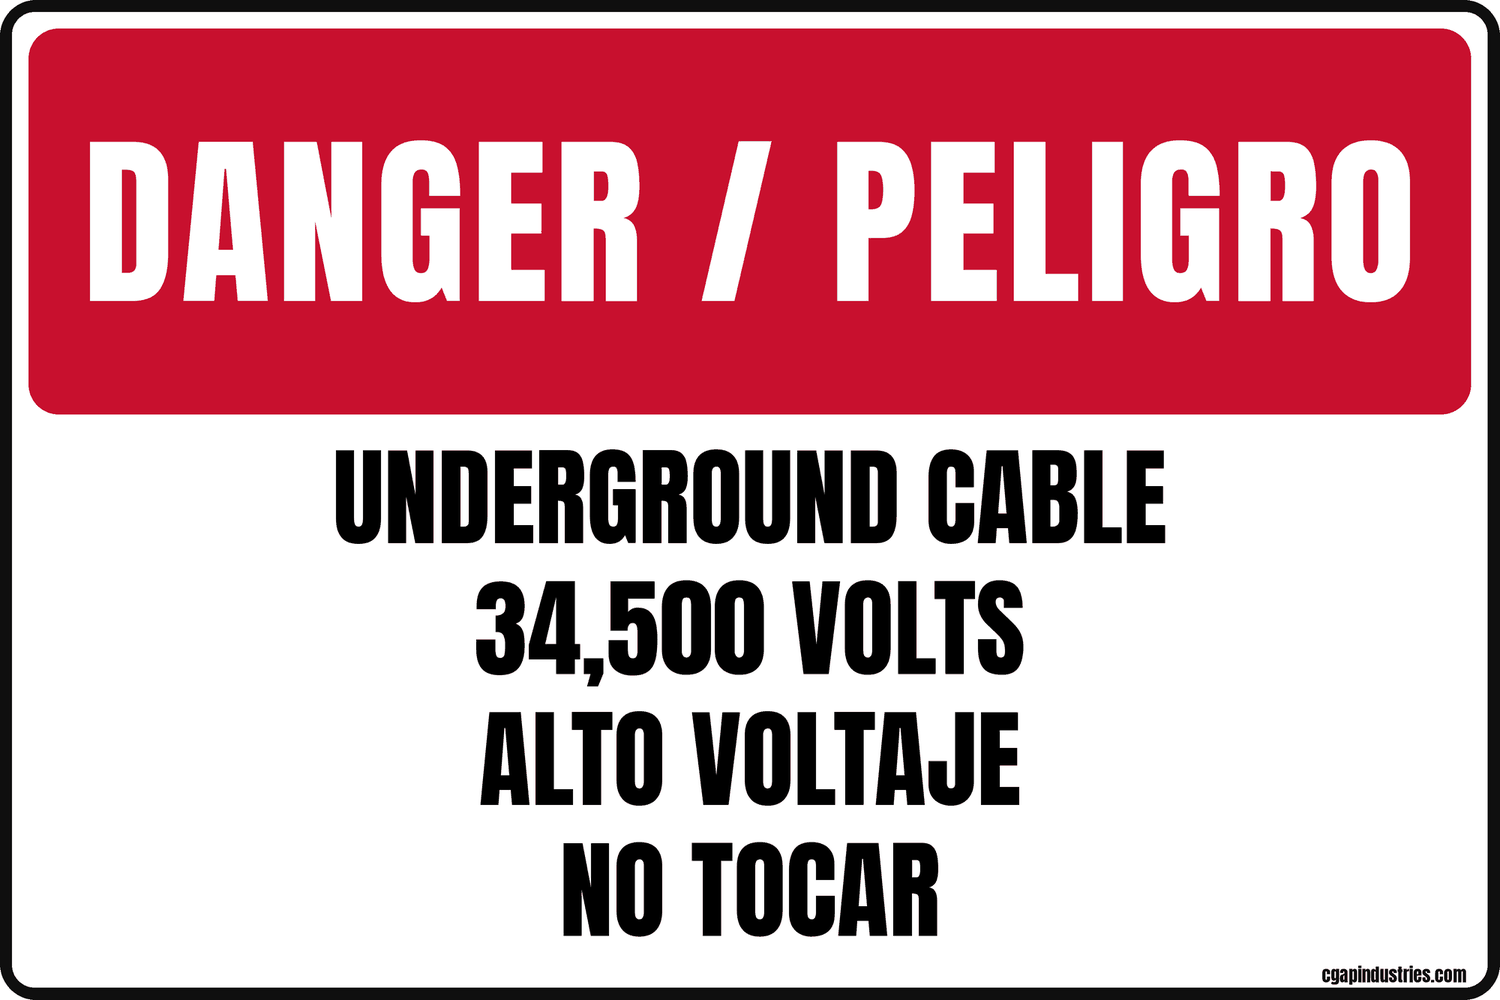 DANGER / PELIGRO
UNDERGROUND CABLE
34,500 VOLTS
ALTO VOLTAJE
NO TOCAR
cgapindustries.com